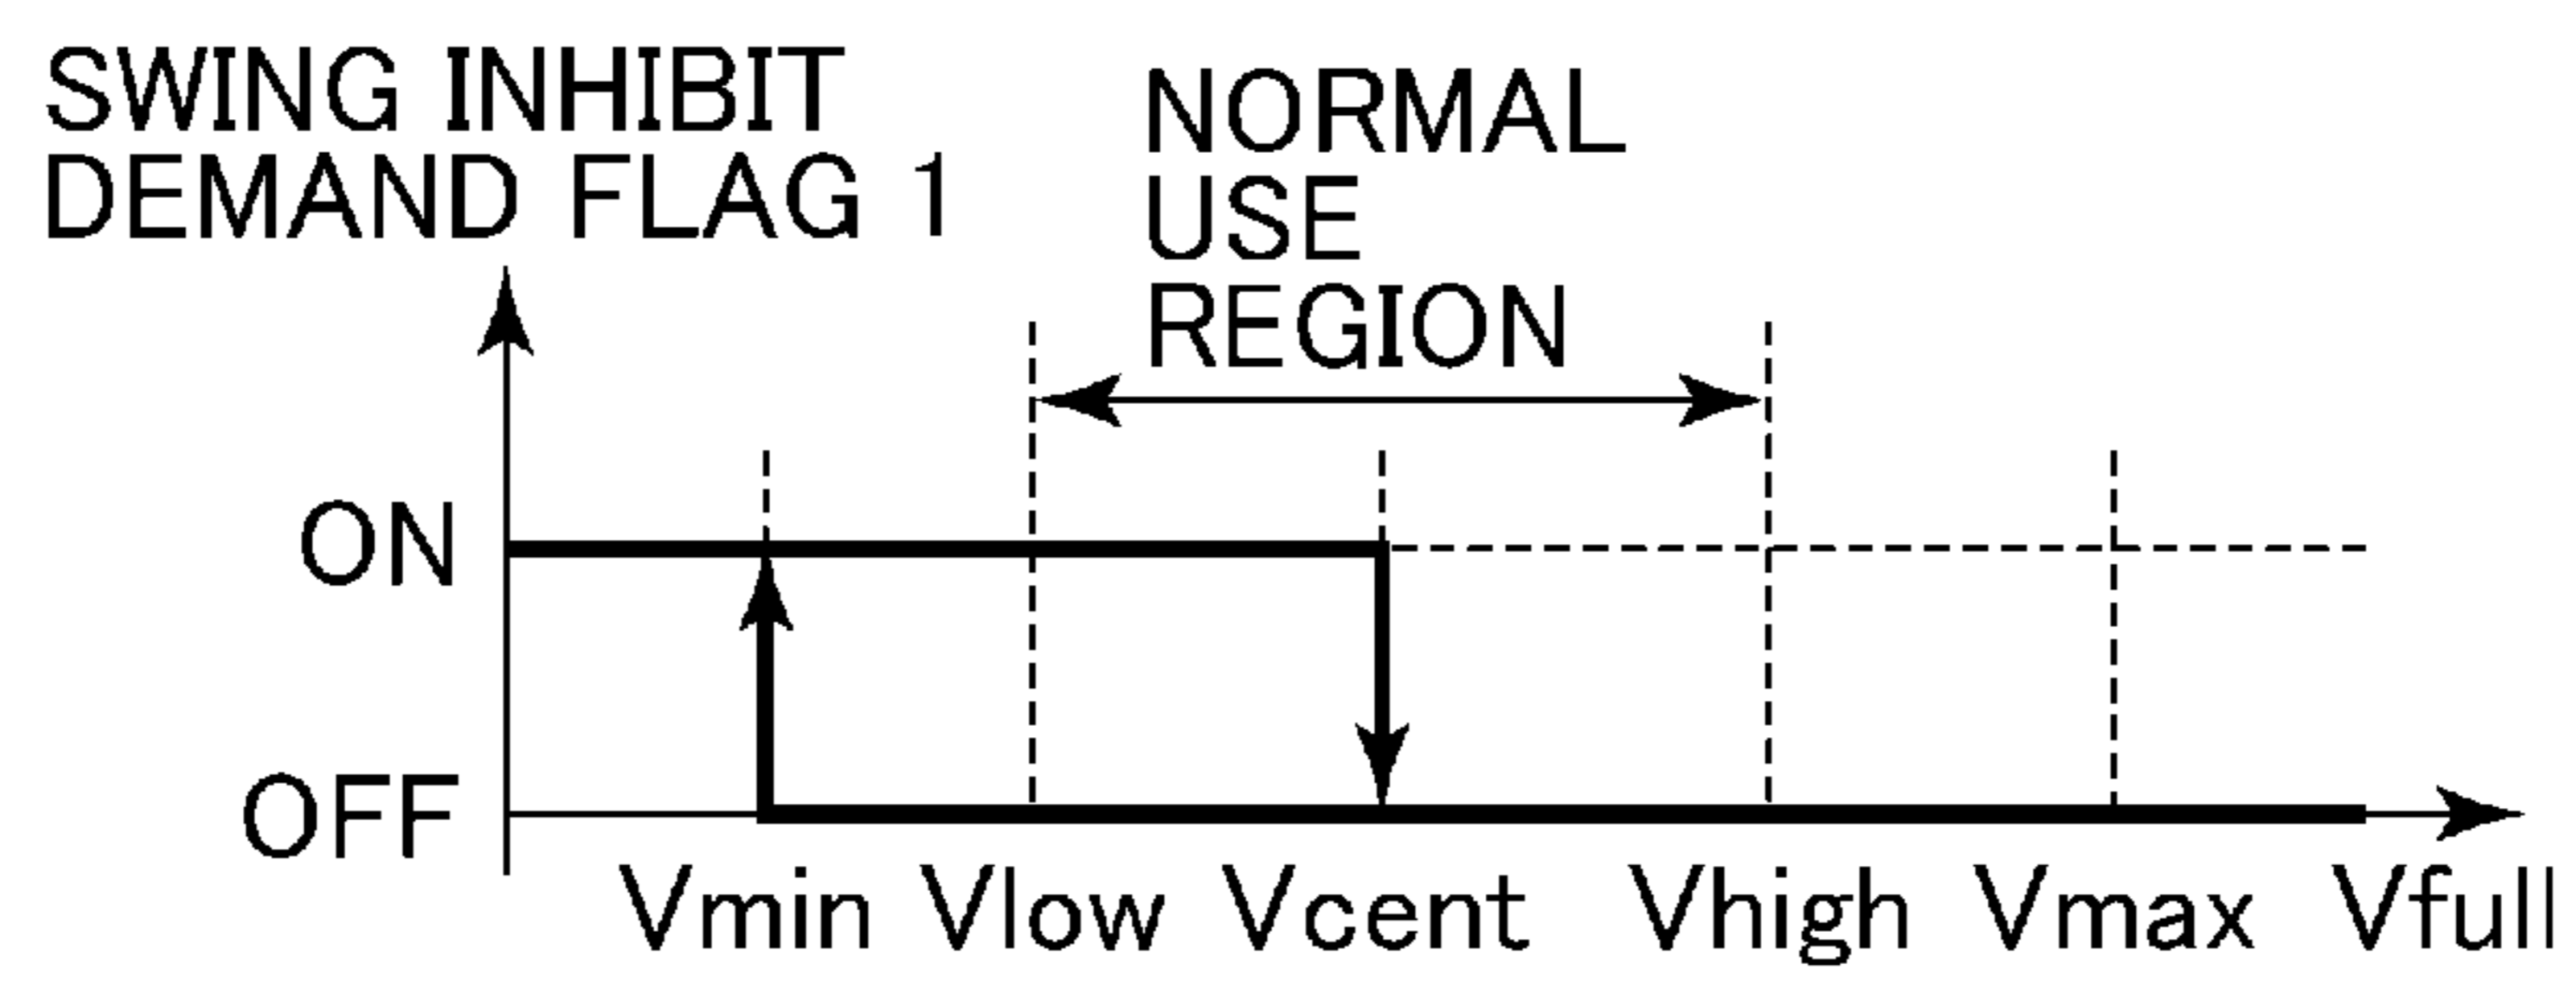 SWING INHIBIT
DEMAND FLAG 1
NORMAL
USE
REGION
ON
OFF
Vmin Vlow Vcent Vhigh Vmax Vfull